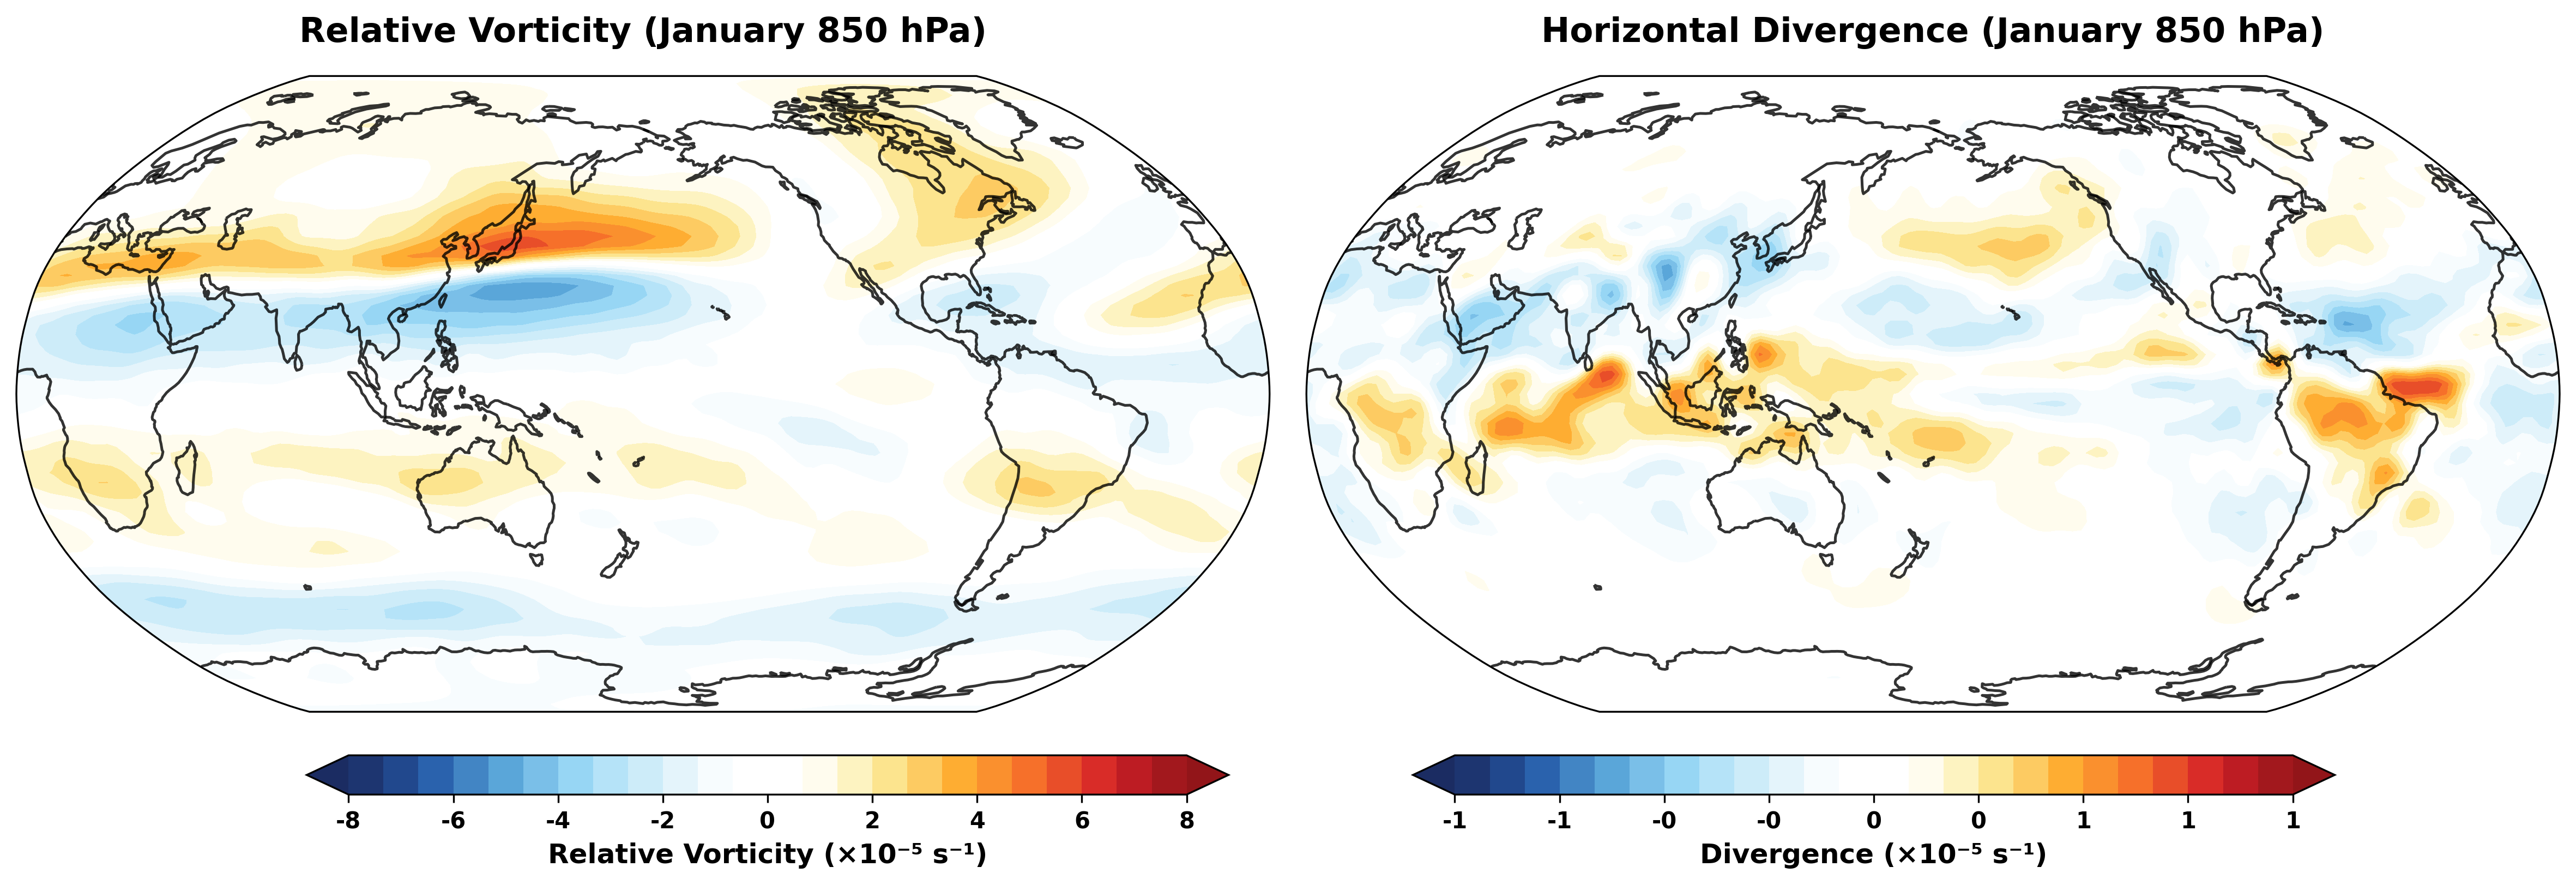 Relative Vorticity (January 850 hPa)
Horizontal Divergence (January 850 hPa)
-8 -6 -4 -2 0 2 4 6 8
Relative Vorticity (×10⁻⁵ s⁻¹)
-1 -1 -0 -0 0 0 1 1 1
Divergence (×10⁻⁵ s⁻¹)